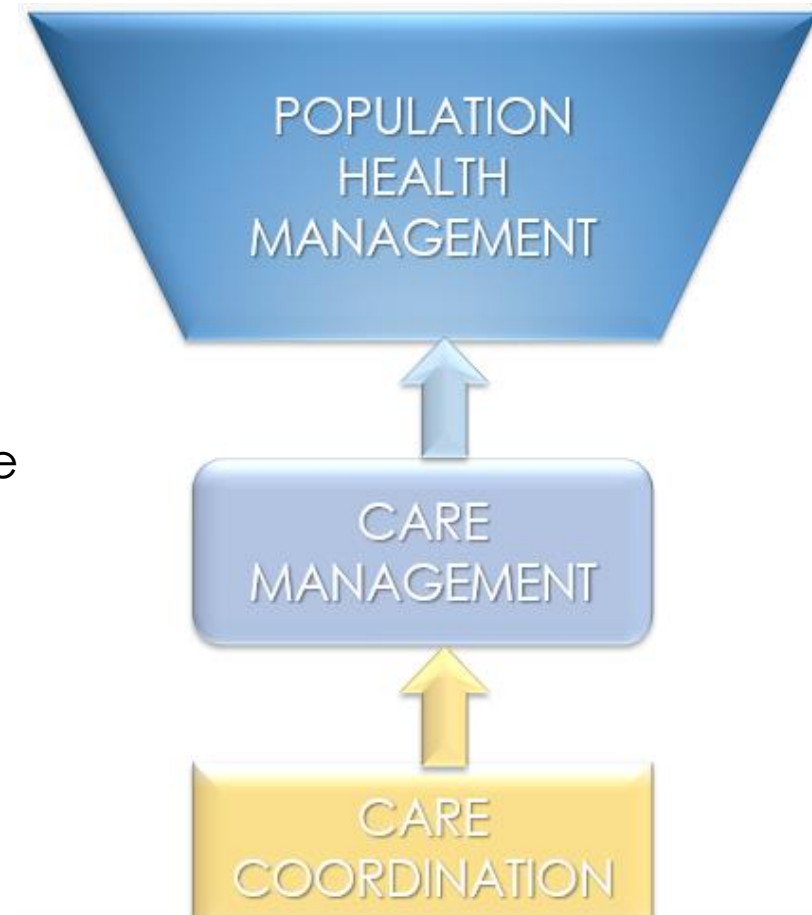 POPULATION
HEALTH
MANAGEMENT
e
CARE
MANAGEMENT
CARE
COORDINATION